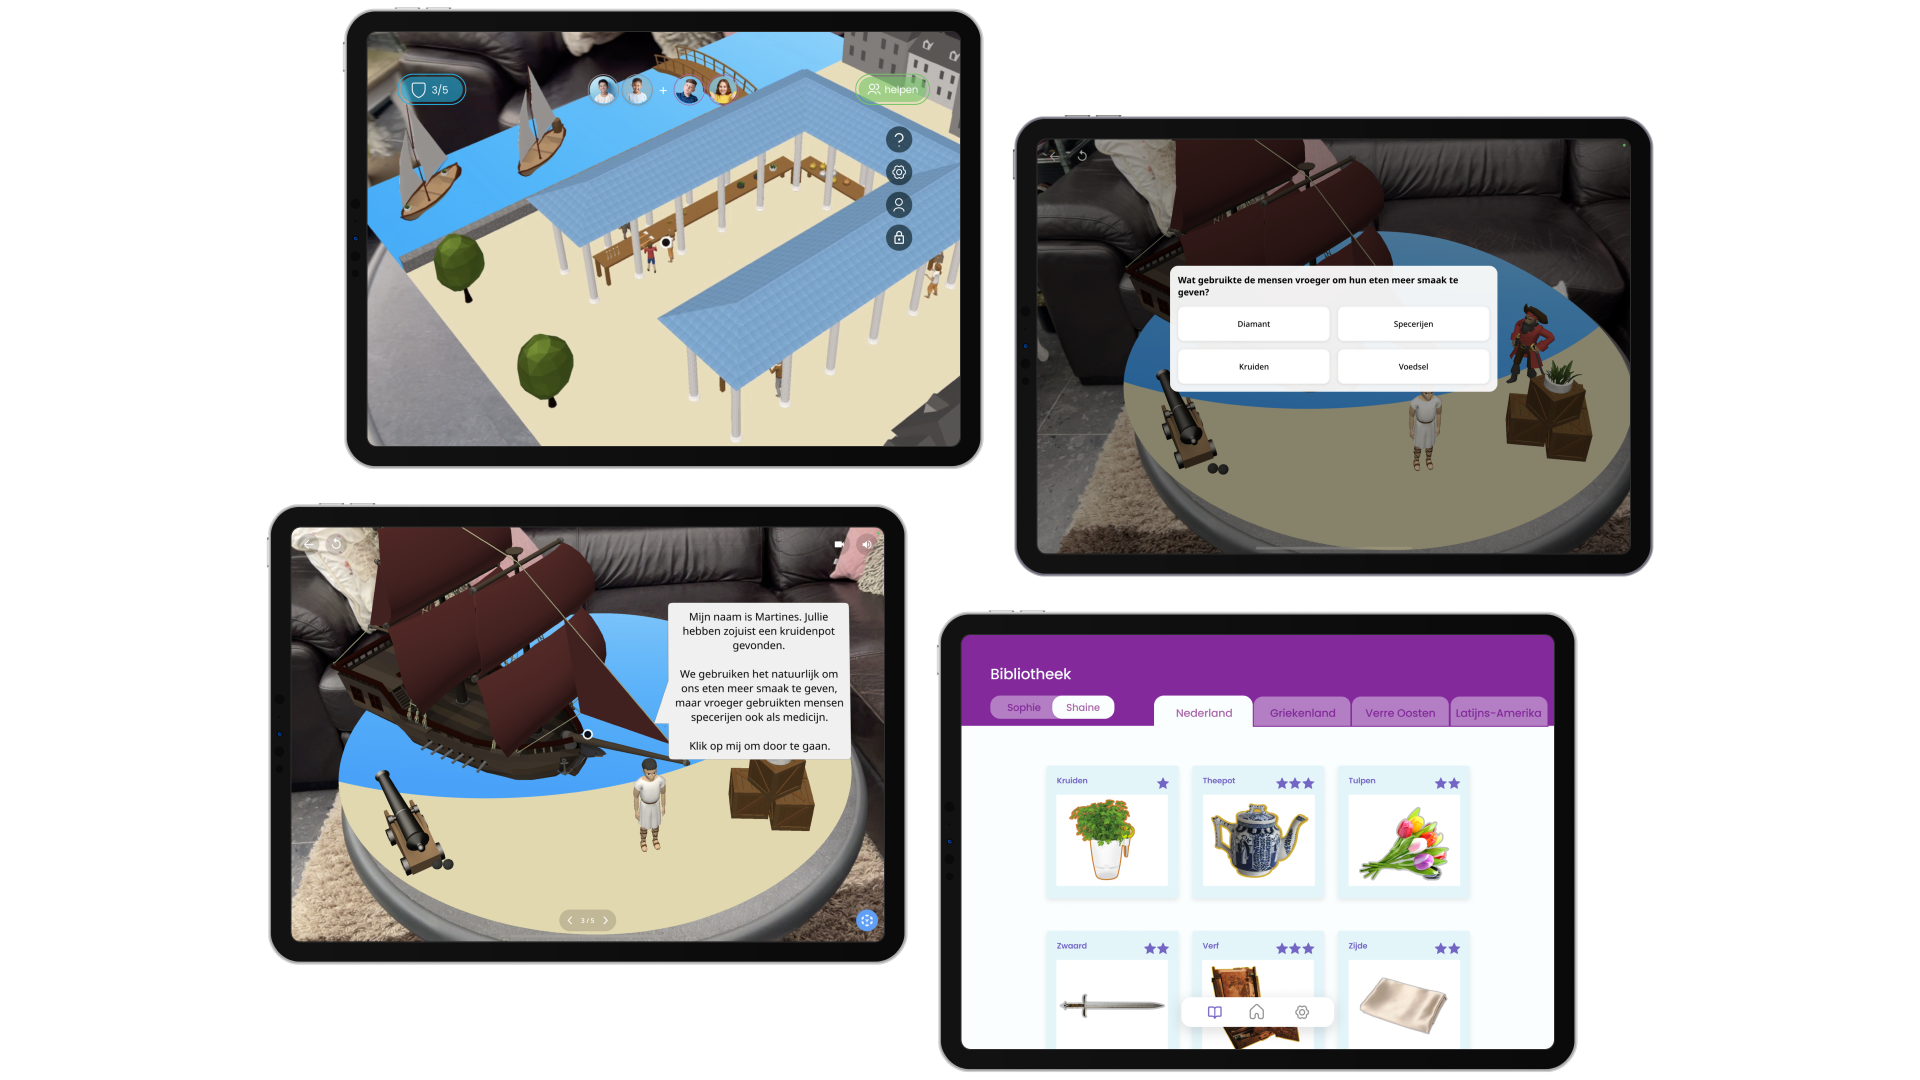 3/5
+
helpen
?
Wat gebruikte de mensen vroeger om hun eten meer smaak te
geven?
Diamant
Specerijen
Kruiden
Voedsel
Mijn naam is Martines. Jullie
hebben zojuist een kruidenpot
gevonden.
We gebruiken het natuurlijk om
ons eten meer smaak te geven,
maar vroeger gebruikten mensen
specerijen ook als medicijn.
Klik op mij om door te gaan.
3 / 5
Bibliotheek
Sophie
Shaine
Nederland
Griekenland
Verre Oosten
Latijns-Amerika
Kruiden
Theepot
Tulpen
Zwaard
Verf
Zijde